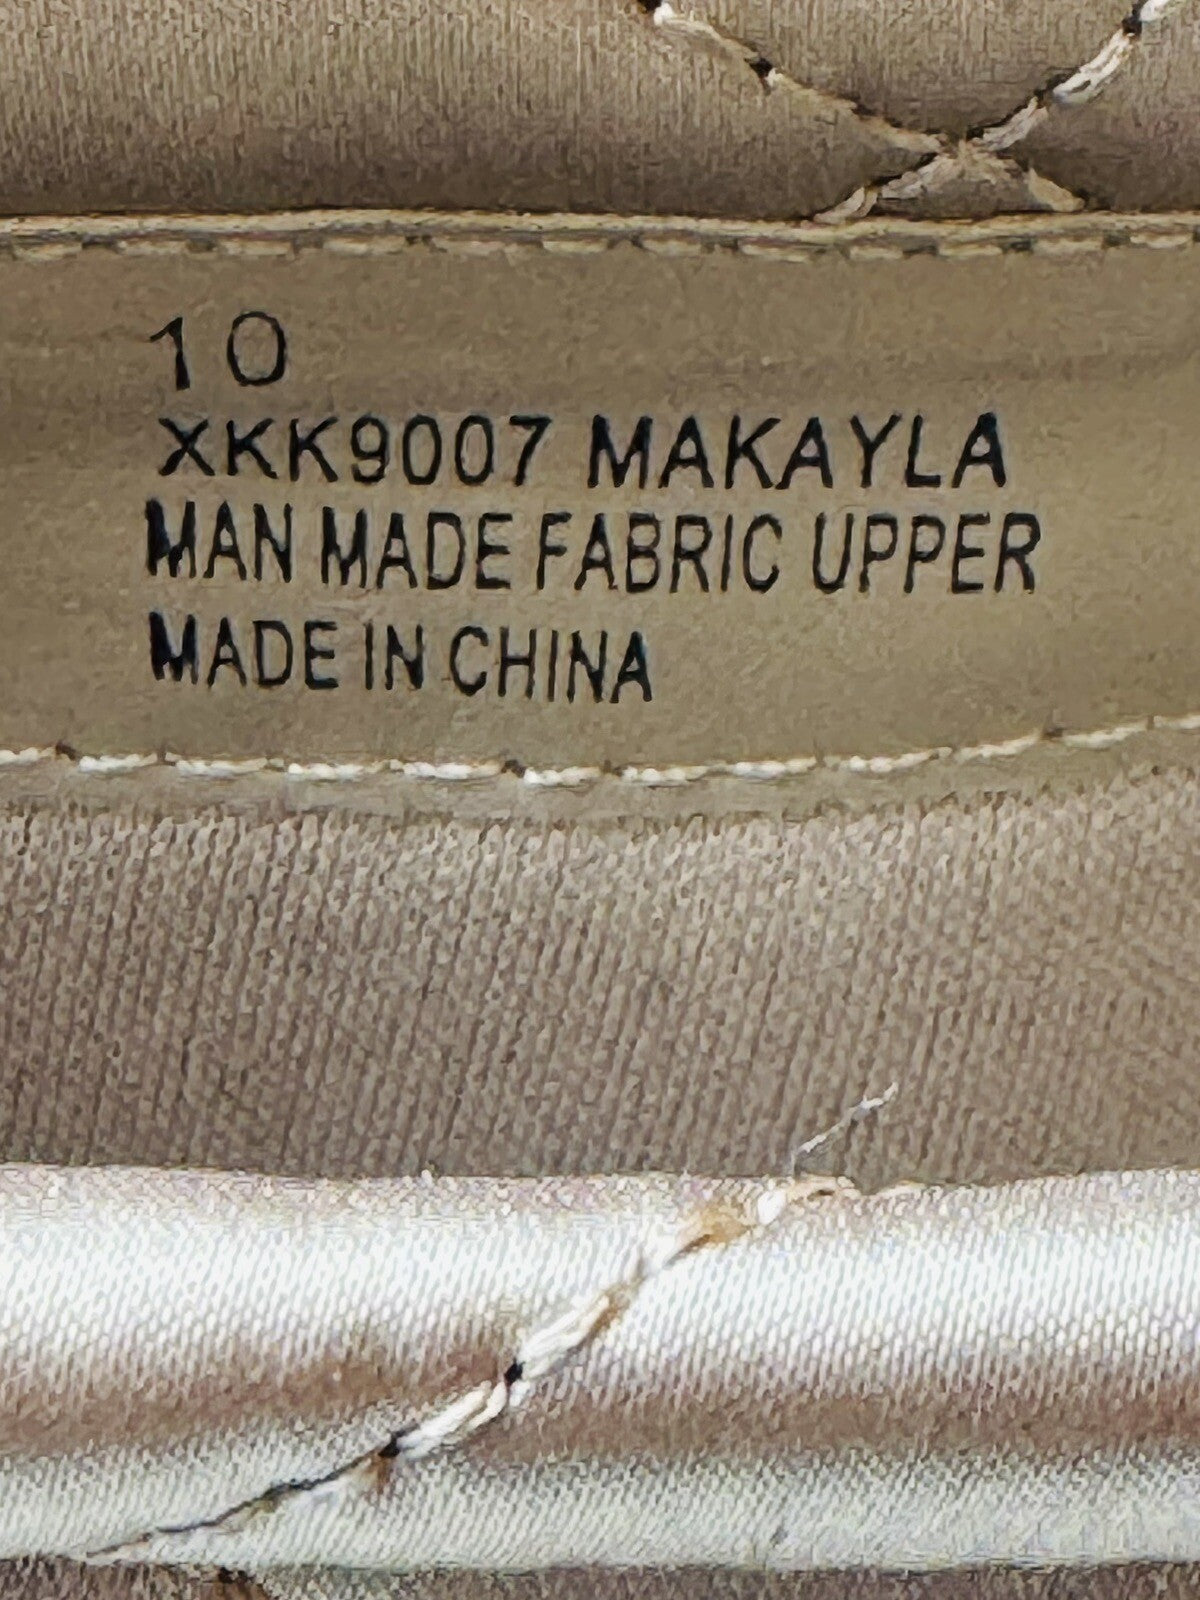 10
XKK9007 MAKAYLA
MAN MADE FABRIC UPPER
MADE IN CHINA